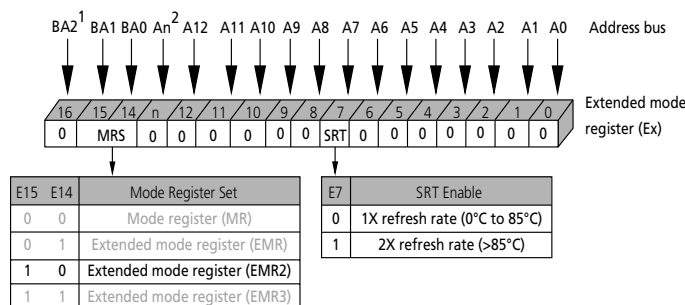 BA2¹ BA1 BA0 An² A12 A11 A10 A9 A8 A7 A6 A5 A4 A3 A2 A1 A0 Address bus
16 15 14 n 12 11 10 9 8 7 6 5 4 3 2 1 0 Extended mode
register (Ex)
0 MRS 0 0 0 0 0 0 SRT 0 0 0 0 0 0 0
E15 E14 Mode Register Set
0 0 Mode register (MR)
0 1 Extended mode register (EMR)
1 0 Extended mode register (EMR2)
1 1 Extended mode register (EMR3)
E7 SRT Enable
0 1X refresh rate (0°C to 85°C)
1 2X refresh rate (>85°C)